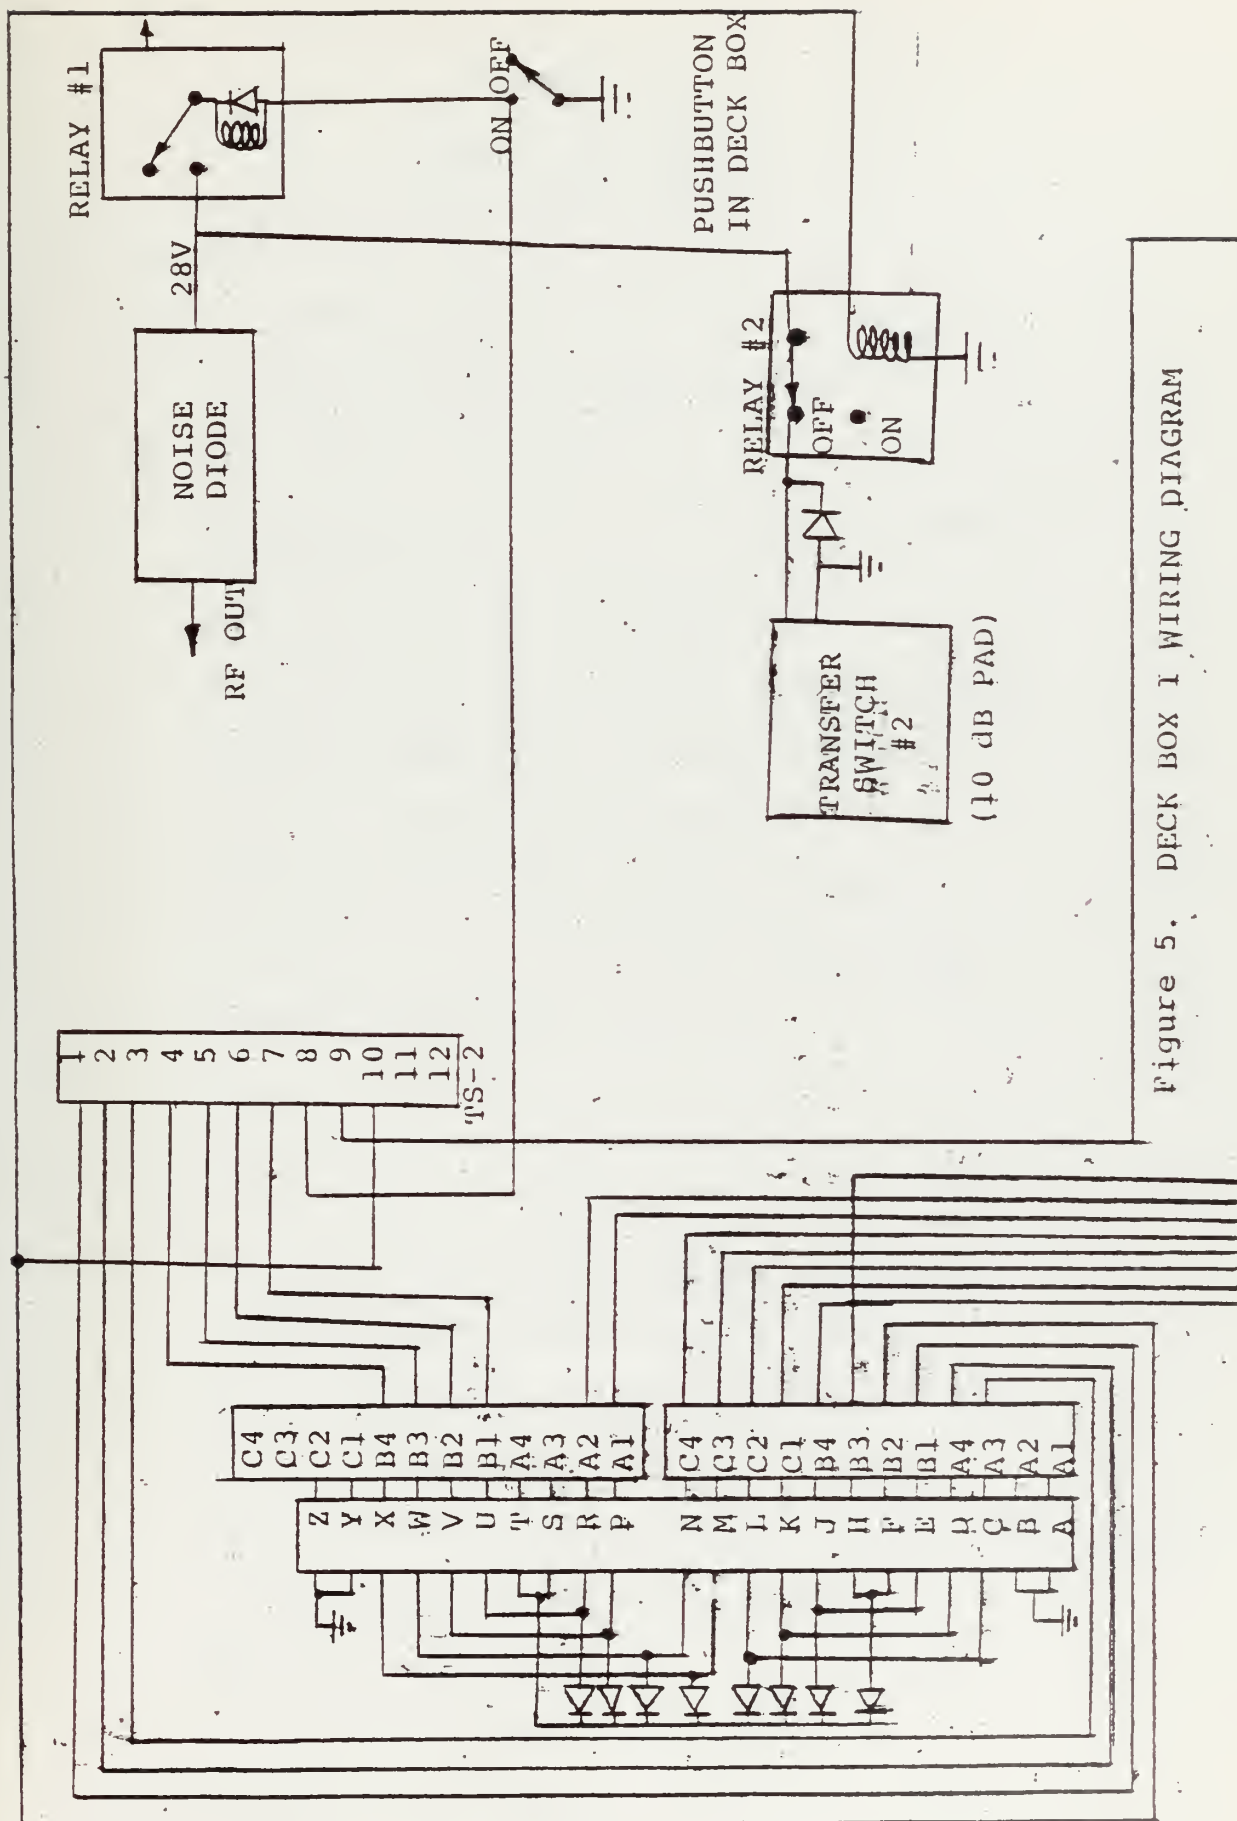 RELAY #1
28V
NOISE
DIODE
RF OUT
ON OFF
PUSHBUTTON
IN DECK BOX
RELAY #2
OFF
ON
TRANSFER
SWITCH
#2
(10 dB PAD)
1
2
3
4
5
6
7
8
9
10
11
12
TS-2
C4
C3
C2
C1
B4
B3
B2
B1
A4
A3
A2
A1
C4
C3
C2
C1
B4
B3
B2
B1
A4
A3
A2
A1
Z
Y
X
W
V
U
T
S
R
P
N
M
L
K
J
H
F
E
D
C
B
A
Figure 5. DECK BOX 1 WIRING DIAGRAM